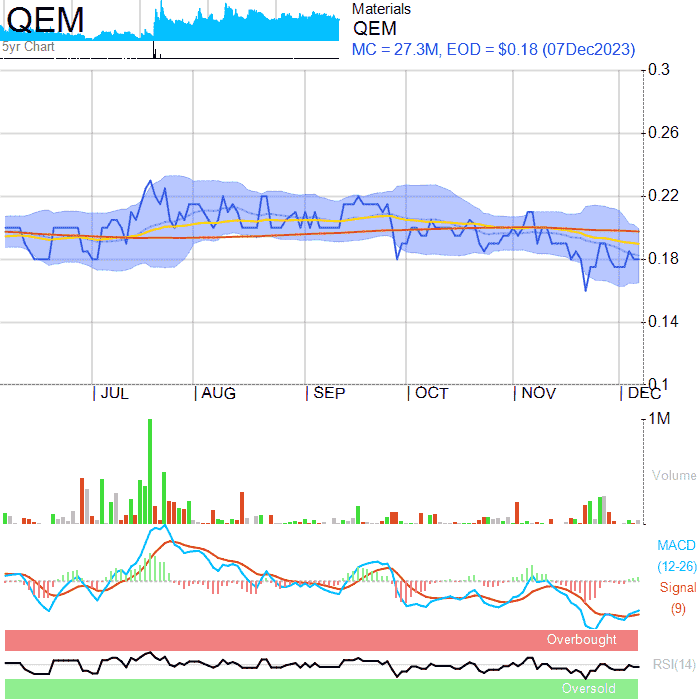 QEM
5yr Chart
Materials
QEM
MC = 27.3M, EOD = $0.18 (07Dec2023)
0.3
0.26
0.22
0.18
0.14
0.1
JUL AUG SEP OCT NOV DEC
1M
Volume
MACD
(12-26)
Signal
(9)
Overbought
RSI(14)
Oversold